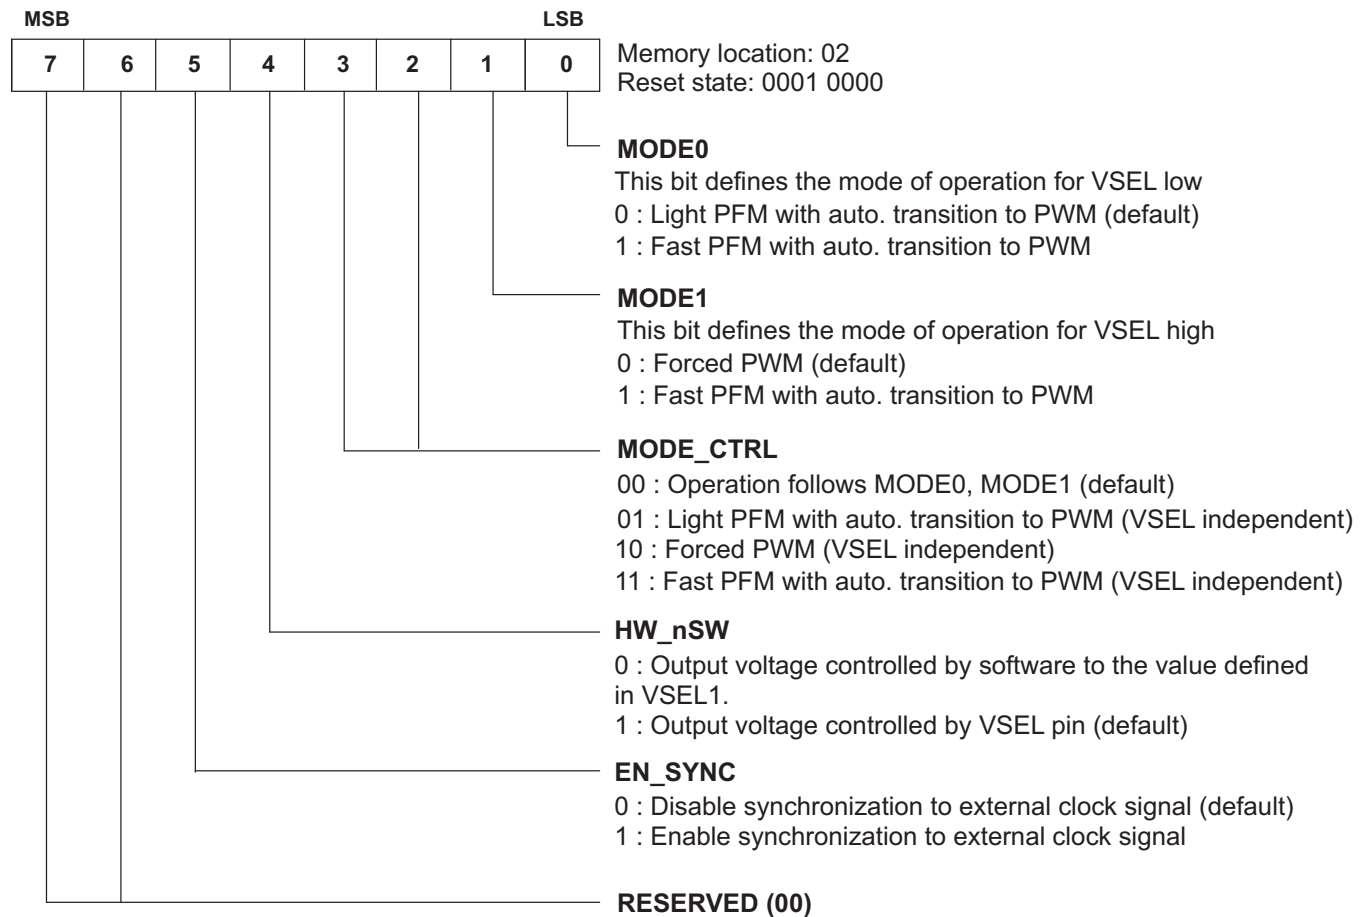 MSB LSB
7 6 5 4 3 2 1 0
Memory location: 02
Reset state: 0001 0000
MODE0
This bit defines the mode of operation for VSEL low
0 : Light PFM with auto. transition to PWM (default)
1 : Fast PFM with auto. transition to PWM
MODE1
This bit defines the mode of operation for VSEL high
0 : Forced PWM (default)
1 : Fast PFM with auto. transition to PWM
MODE_CTRL
00 : Operation follows MODE0, MODE1 (default)
01 : Light PFM with auto. transition to PWM (VSEL independent)
10 : Forced PWM (VSEL independent)
11 : Fast PFM with auto. transition to PWM (VSEL independent)
HW_nSW
0 : Output voltage controlled by software to the value defined
in VSEL1.
1 : Output voltage controlled by VSEL pin (default)
EN_SYNC
0 : Disable synchronization to external clock signal (default)
1 : Enable synchronization to external clock signal
RESERVED (00)